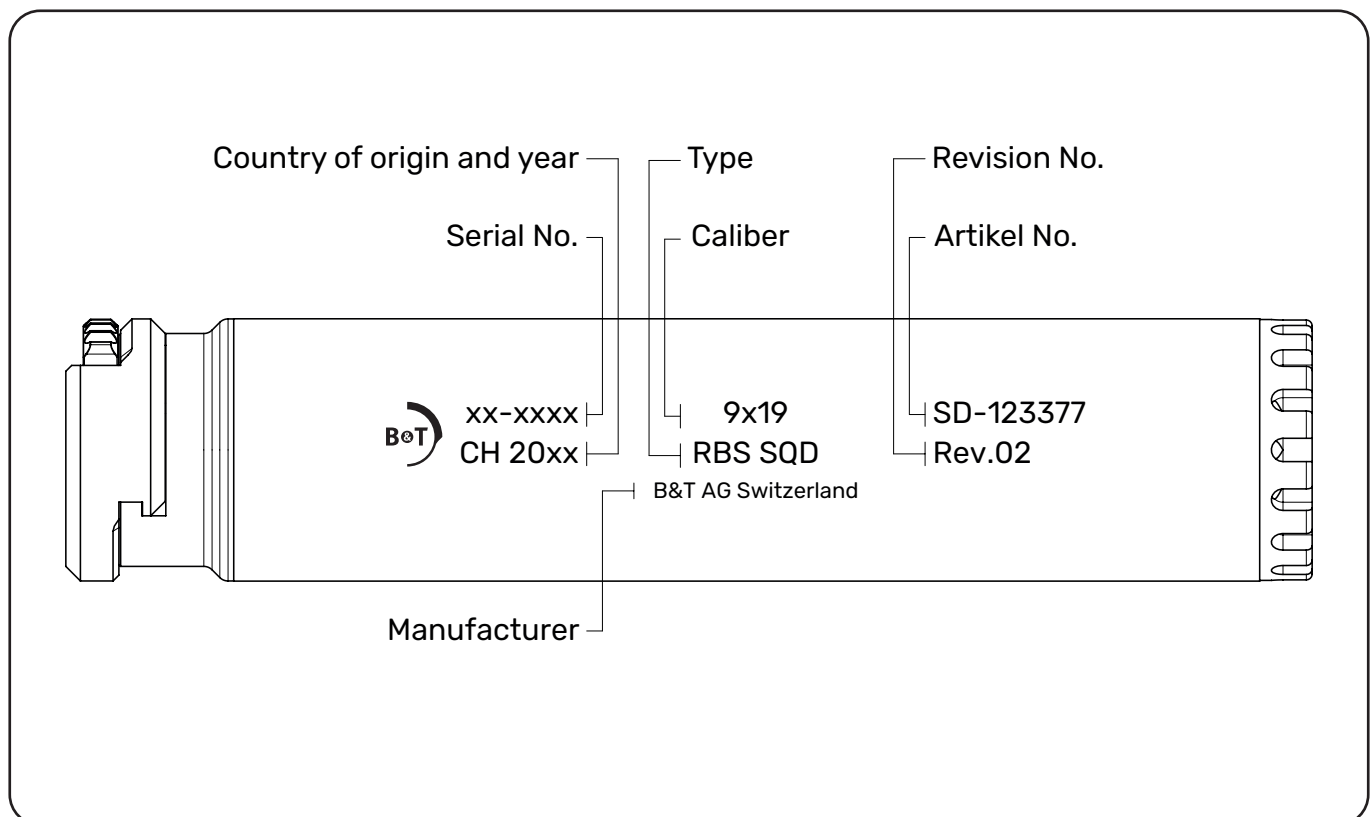 Country of origin and year
Type
Revision No.
Serial No.
Caliber
Artikel No.
B&T
xx-xxxx
9x19
SD-123377
CH 20xx
RBS SQD
Rev.02
B&T AG Switzerland
Manufacturer